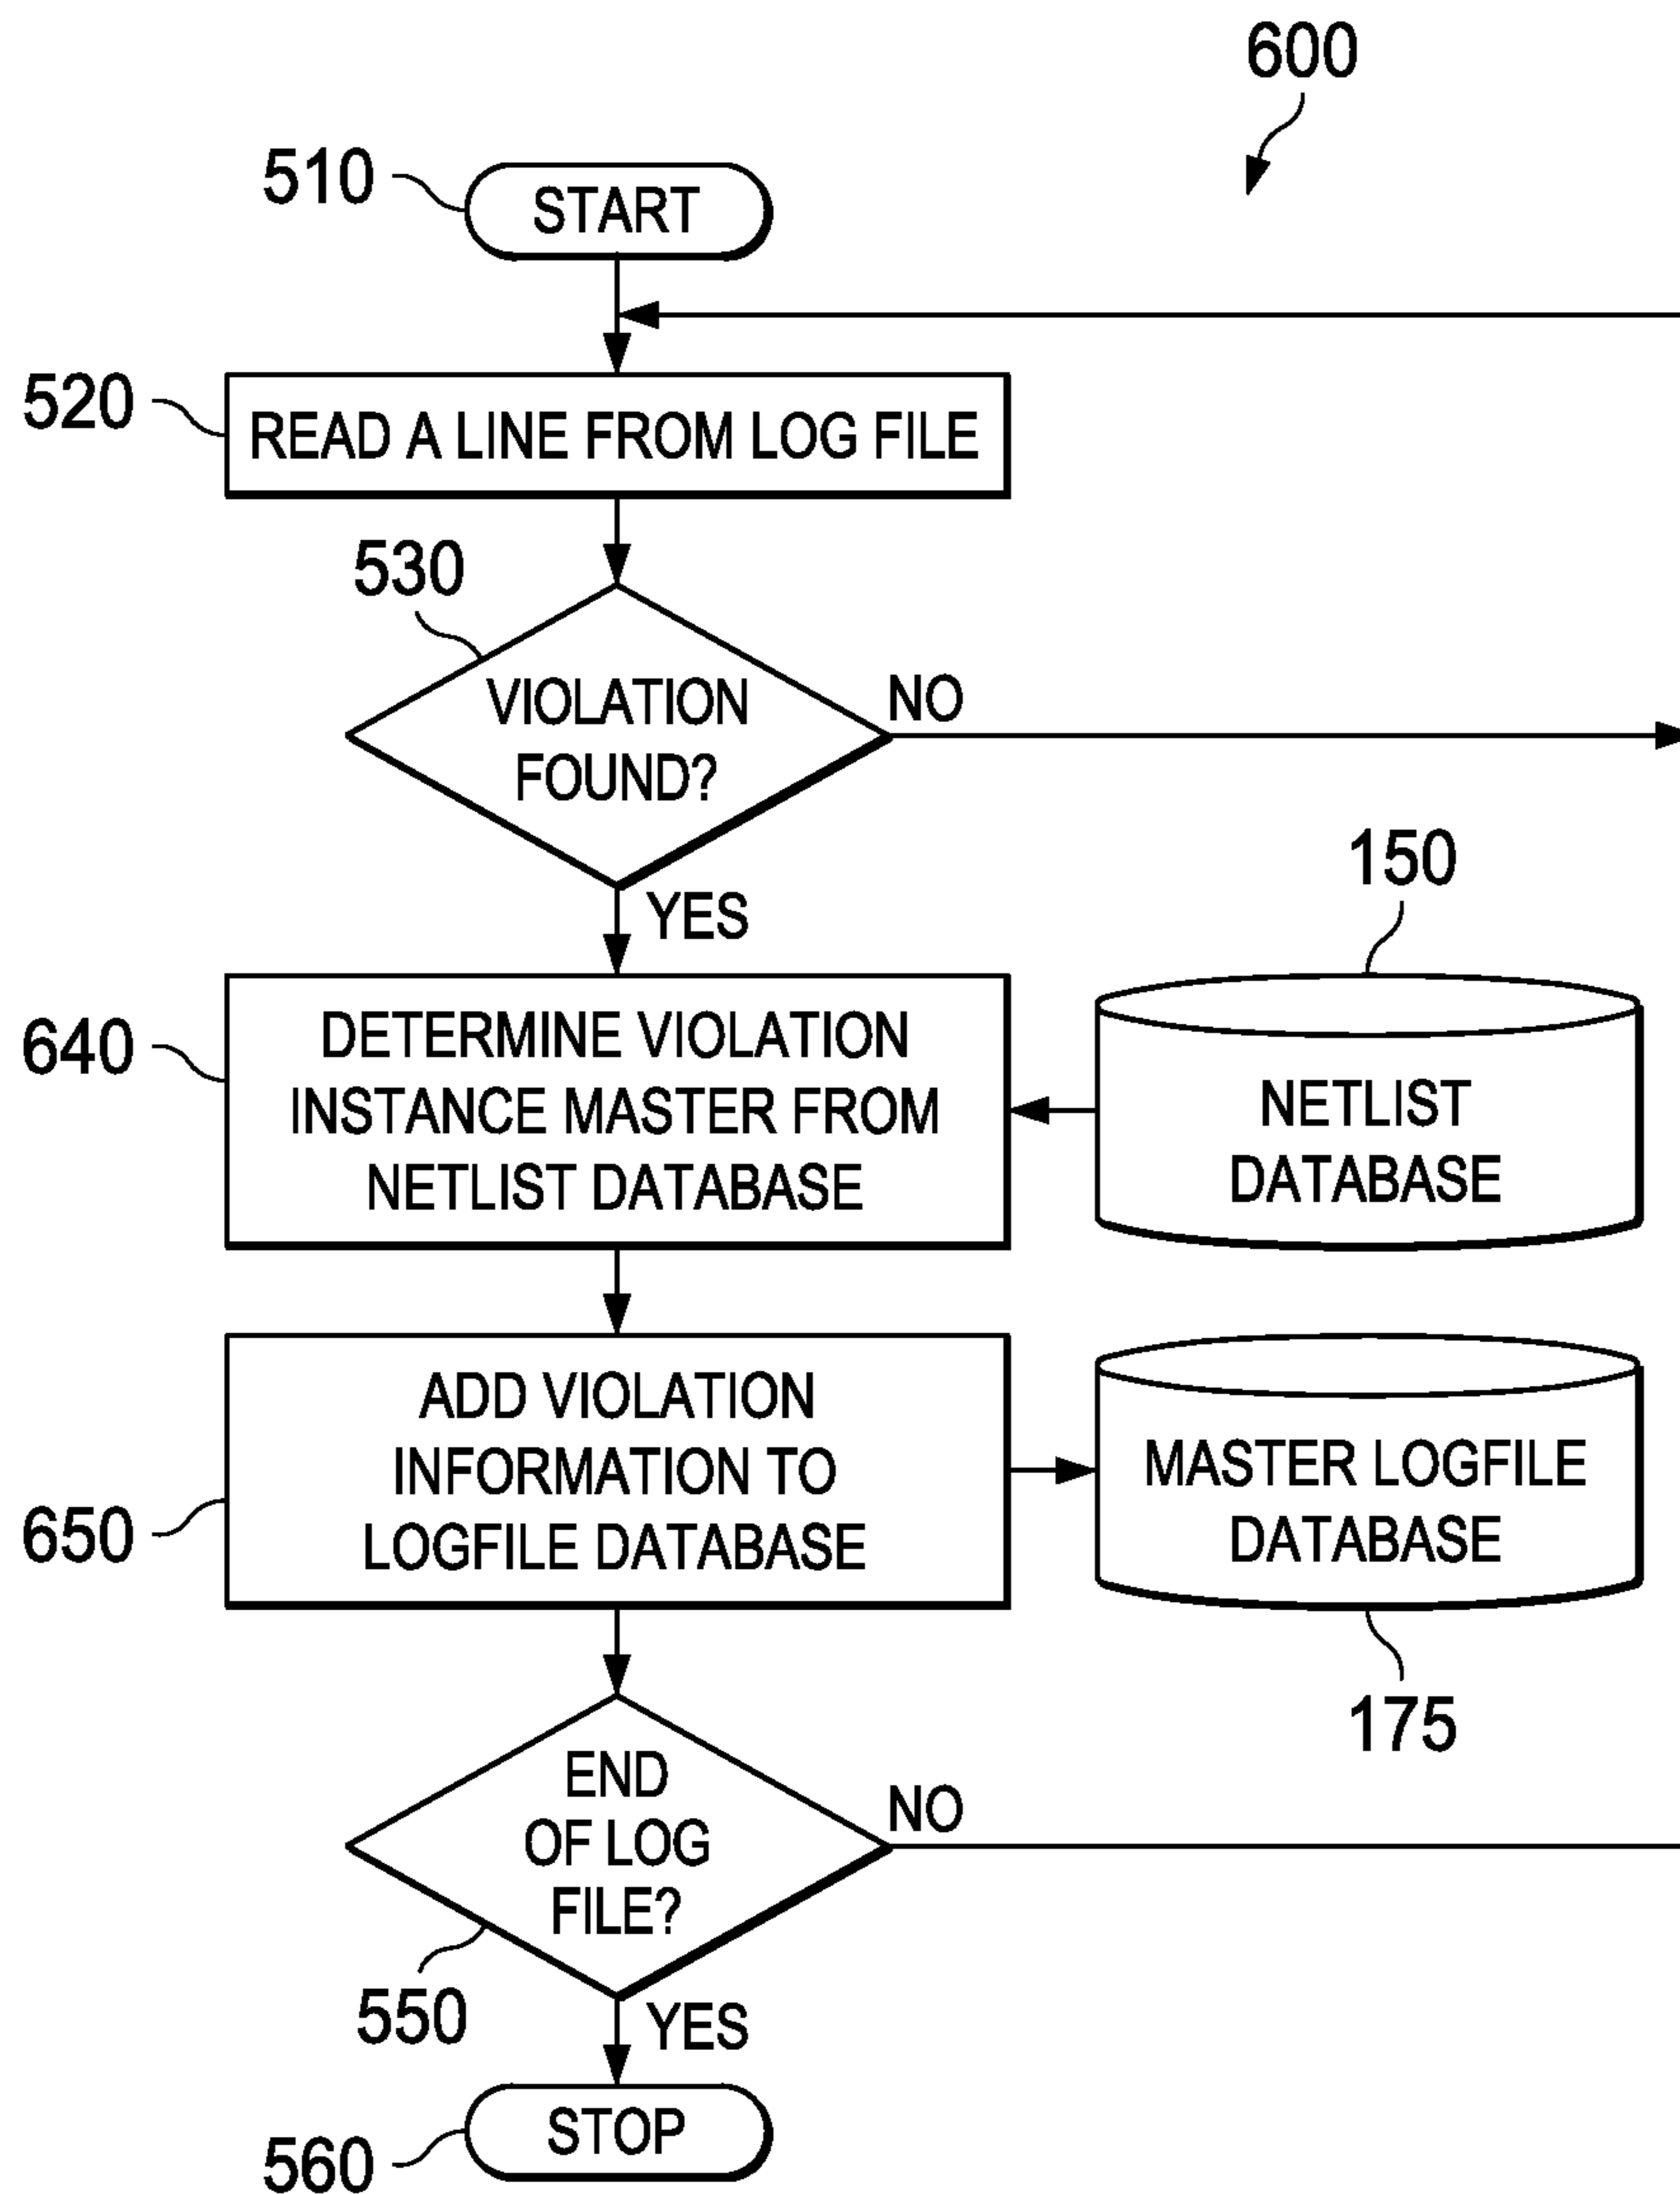 600
510
START
520
READ A LINE FROM LOG FILE
530
VIOLATION
FOUND?
NO
YES
150
640
DETERMINE VIOLATION
INSTANCE MASTER FROM
NETLIST DATABASE
NETLIST
DATABASE
650
ADD VIOLATION
INFORMATION TO
LOGFILE DATABASE
MASTER LOGFILE
DATABASE
175
END
OF LOG
FILE?
NO
550
YES
STOP
560